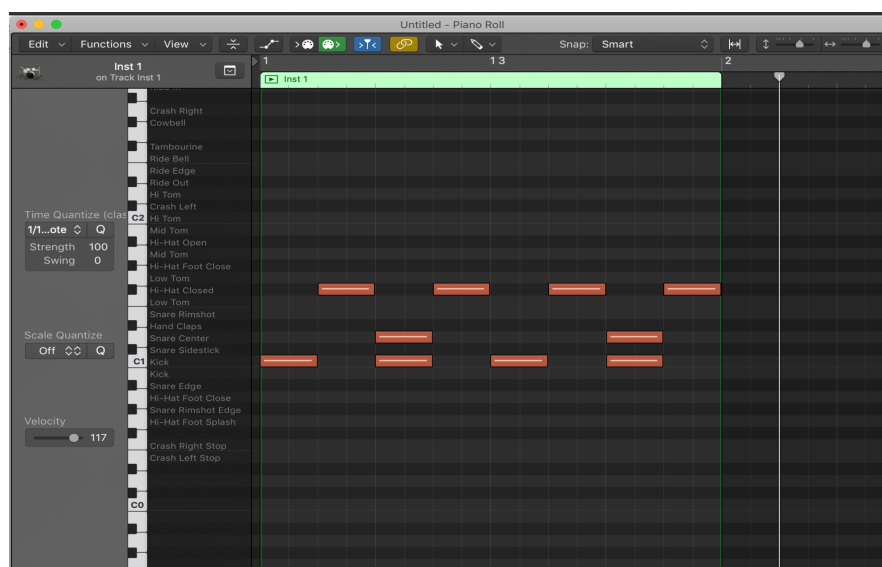 Untitled - Piano Roll
Edit Functions View Snap: Smart
Inst 1
on Track Inst 1
1 1 3 2
Inst 1
Crash Right
Cowbell
Tambourine
Ride Bell
Ride Edge
Ride Out
Hi Tom
Crash Left
Time Quantize (clas C2 Hi Tom
1/1...ote Q Mid Tom
Hi-Hat Open
Strength 100 Mid Tom
Swing 0 Hi-Hat Foot Close
Low Tom
Hi-Hat Closed
Low Tom
Snare Rimshot
Hand Claps
Scale Quantize Snare Center
Off Q Snare Sidestick
C1 Kick
Kick
Snare Edge
Hi-Hat Foot Close
Snare Rimshot Edge
Velocity Hi-Hat Foot Splash
117
Crash Right Stop
Crash Left Stop
C0